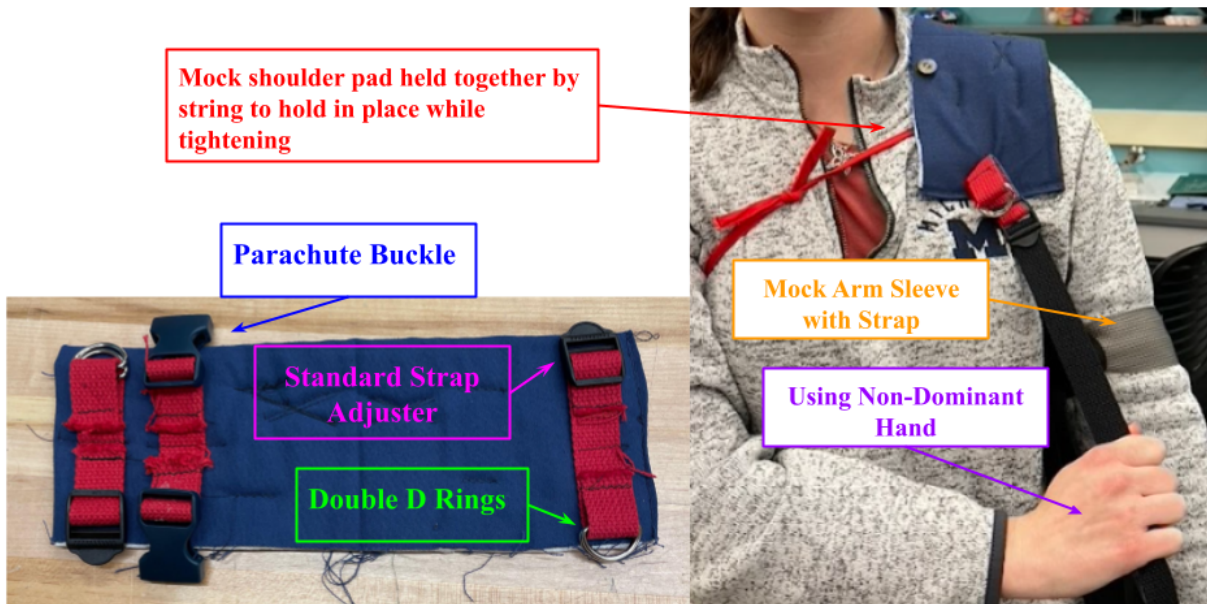 Mock shoulder pad held together by
string to hold in place while
tightening
Parachute Buckle
Standard Strap
Adjuster
Double D Rings
MICH
M
Mock Arm Sleeve
with Strap
Using Non-Dominant
Hand